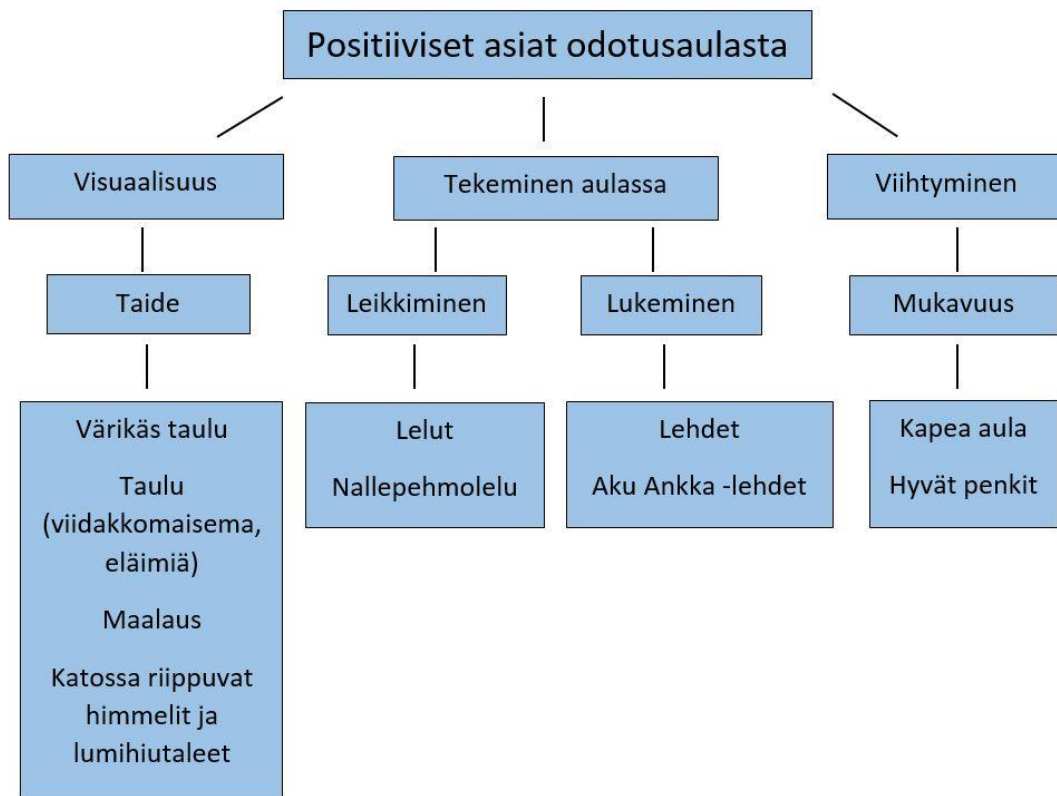 Positiiviset asiat odotusaulasta
Visuaalisuus
Tekeminen aulassa
Viihtyminen
Taide
Leikkiminen
Lukeminen
Mukavuus
Värikäs taulu
Taulu
(viidakkomaisema,
eläimiä)
Maalaus
Katossa riippuvat
himmelit ja
lumihiutaleet
Lelut
Nallepehmolelu
Lehdet
Aku Ankka -lehdet
Kapea aula
Hyvät penkit